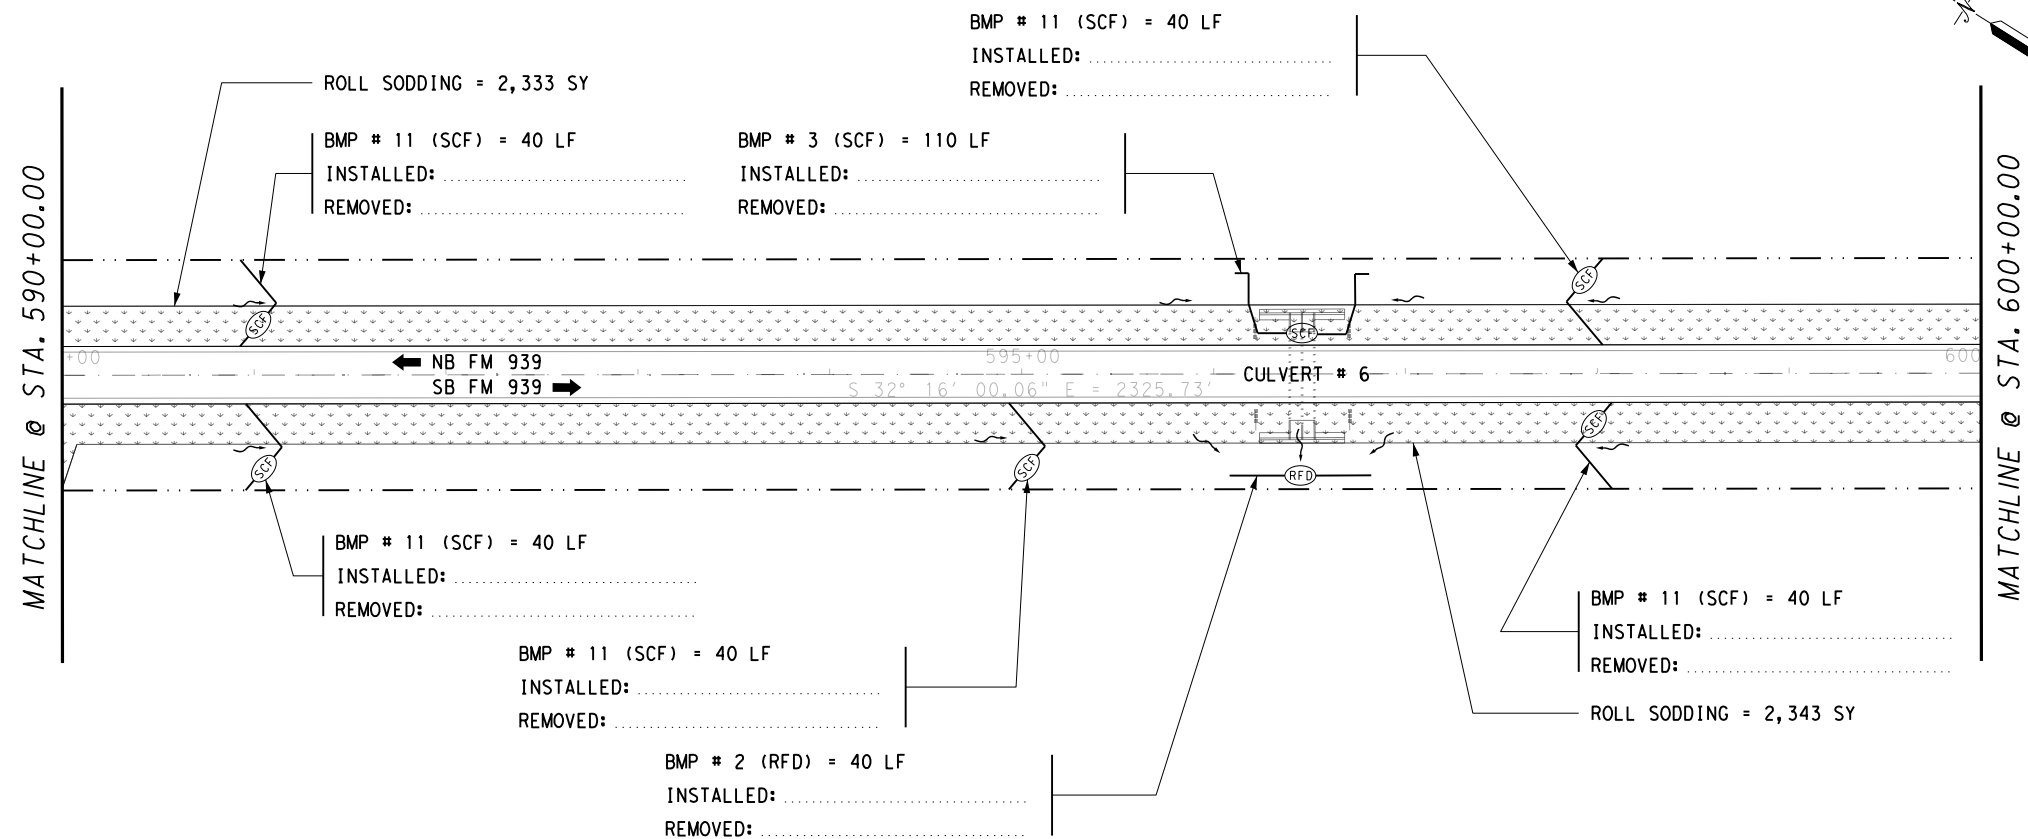 BMP # 11 (SCF) = 40 LF
INSTALLED:
REMOVED:
N
ROLL SODDING = 2,333 SY
BMP # 11 (SCF) = 40 LF
INSTALLED:
REMOVED:
BMP # 3 (SCF) = 110 LF
INSTALLED:
REMOVED:
MATCHLINE @ STA. 590+00.00
MATCHLINE @ STA. 600+00.00
SCF
SCF
SCF
+00
595+00
600
NB FM 939
SB FM 939
CULVERT # 6
S 32° 16' 00.06" E = 2325.73'
SCF
SCF
SCF
RFD
BMP # 11 (SCF) = 40 LF
INSTALLED:
REMOVED:
BMP # 11 (SCF) = 40 LF
INSTALLED:
REMOVED:
BMP # 11 (SCF) = 40 LF
INSTALLED:
REMOVED:
ROLL SODDING = 2,343 SY
BMP # 2 (RFD) = 40 LF
INSTALLED:
REMOVED: